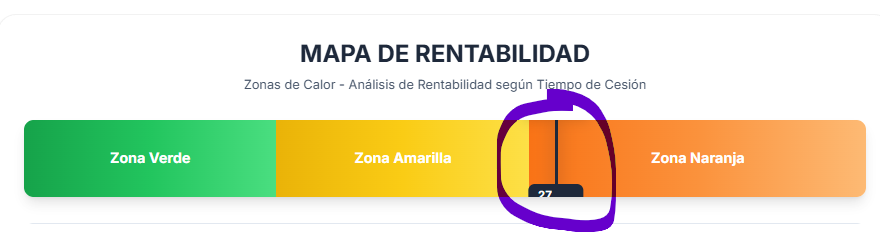 MAPA DE RENTABILIDAD
Zonas de Calor - Análisis de Rentabilidad según Tiempo de Cesión
Zona Verde
Zona Amarilla
Zona Naranja
27